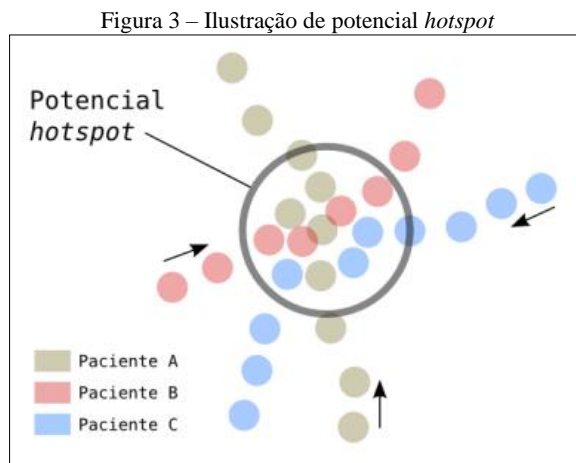 Figura 3 – Ilustração de potencial hotspot
Potencial
hotspot
Paciente A
Paciente B
Paciente C